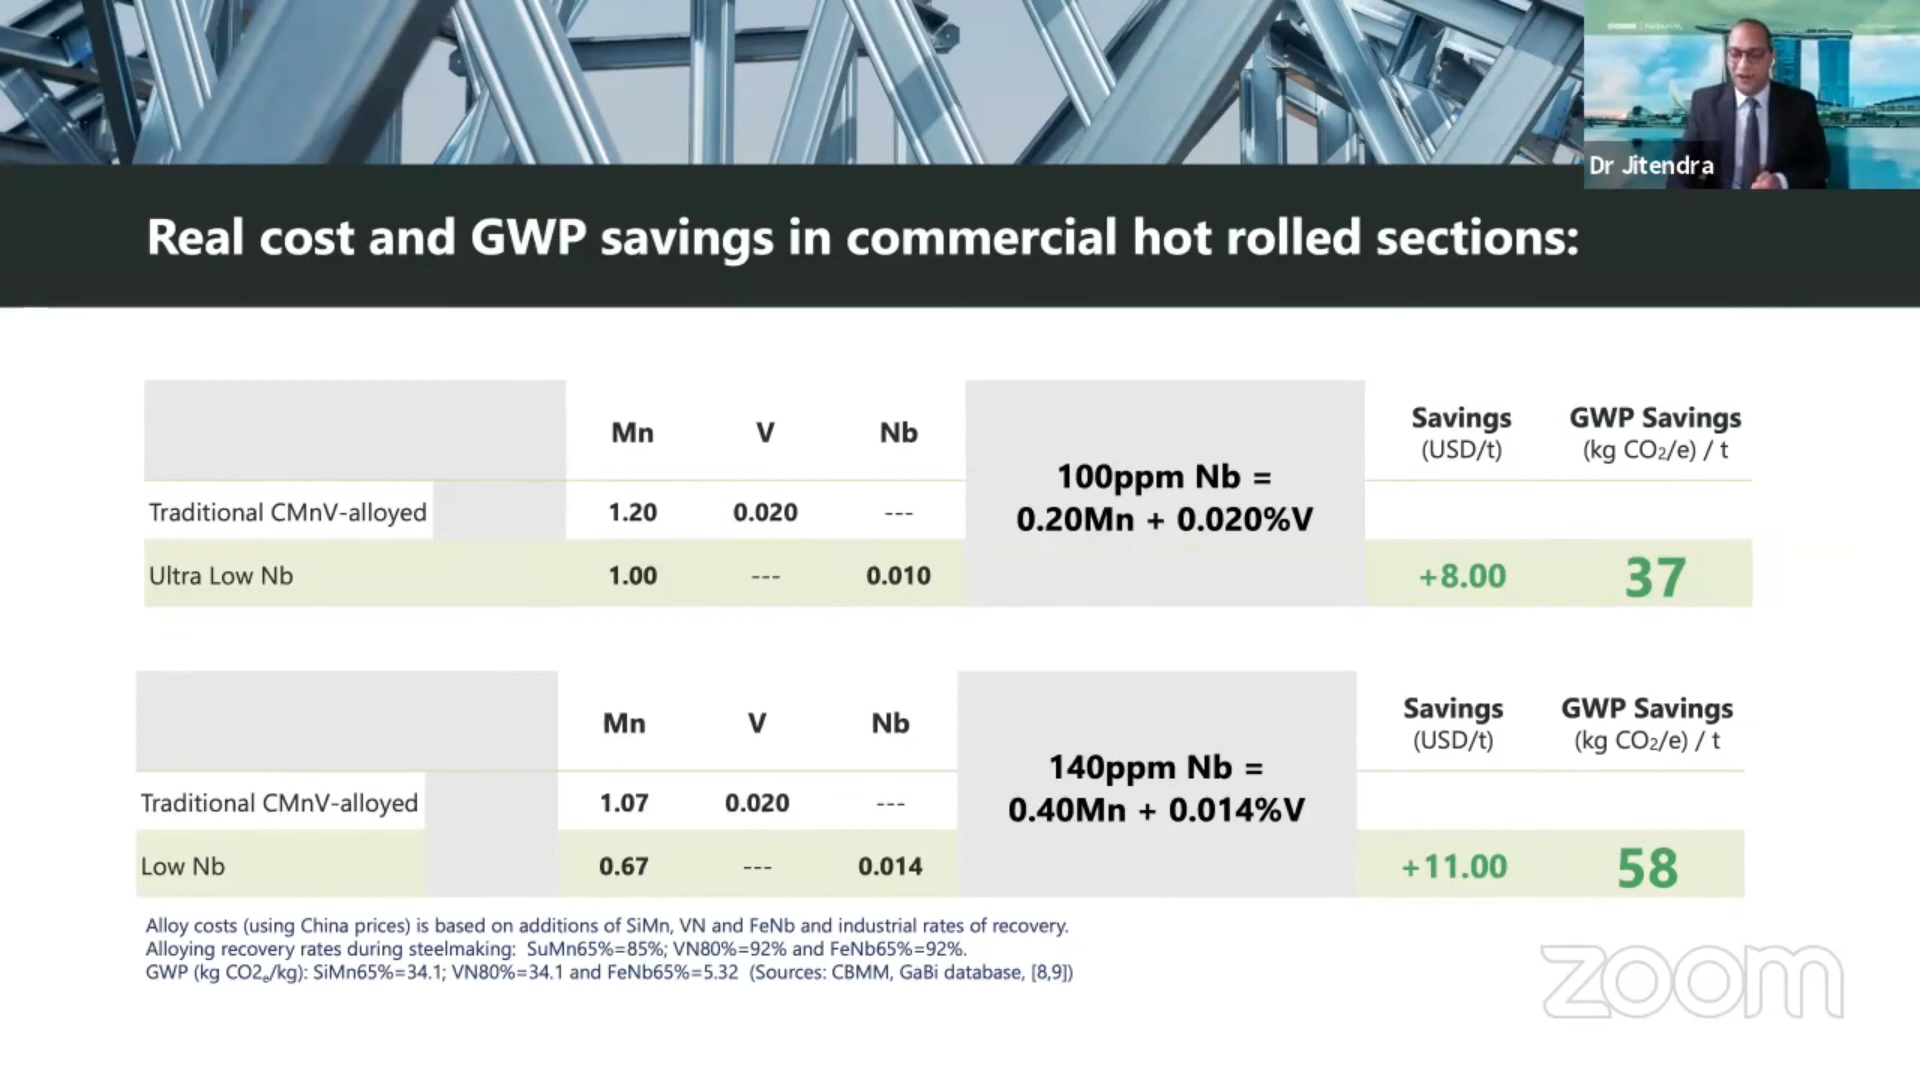 Dr Jitendra
Real cost and GWP savings in commercial hot rolled sections:
Mn V Nb
Savings (USD/t)
GWP Savings (kg CO2/e) / t
100ppm Nb =
0.20Mn + 0.020%V
Traditional CMnV-alloyed 1.20 0.020 ---
Ultra Low Nb 1.00 --- 0.010 +8.00 37
Mn V Nb
Savings (USD/t)
GWP Savings (kg CO2/e) / t
140ppm Nb =
0.40Mn + 0.014%V
Traditional CMnV-alloyed 1.07 0.020 ---
Low Nb 0.67 --- 0.014 +11.00 58
Alloy costs (using China prices) is based on additions of SiMn, VN and FeNb and industrial rates of recovery.
Alloying recovery rates during steelmaking: SuMn65%=85%; VN80%=92% and FeNb65%=92%.
GWP (kg CO2e/kg): SiMn65%=34.1; VN80%=34.1 and FeNb65%=5.32 (Sources: CBMM, GaBi database, [8,9])
zoom